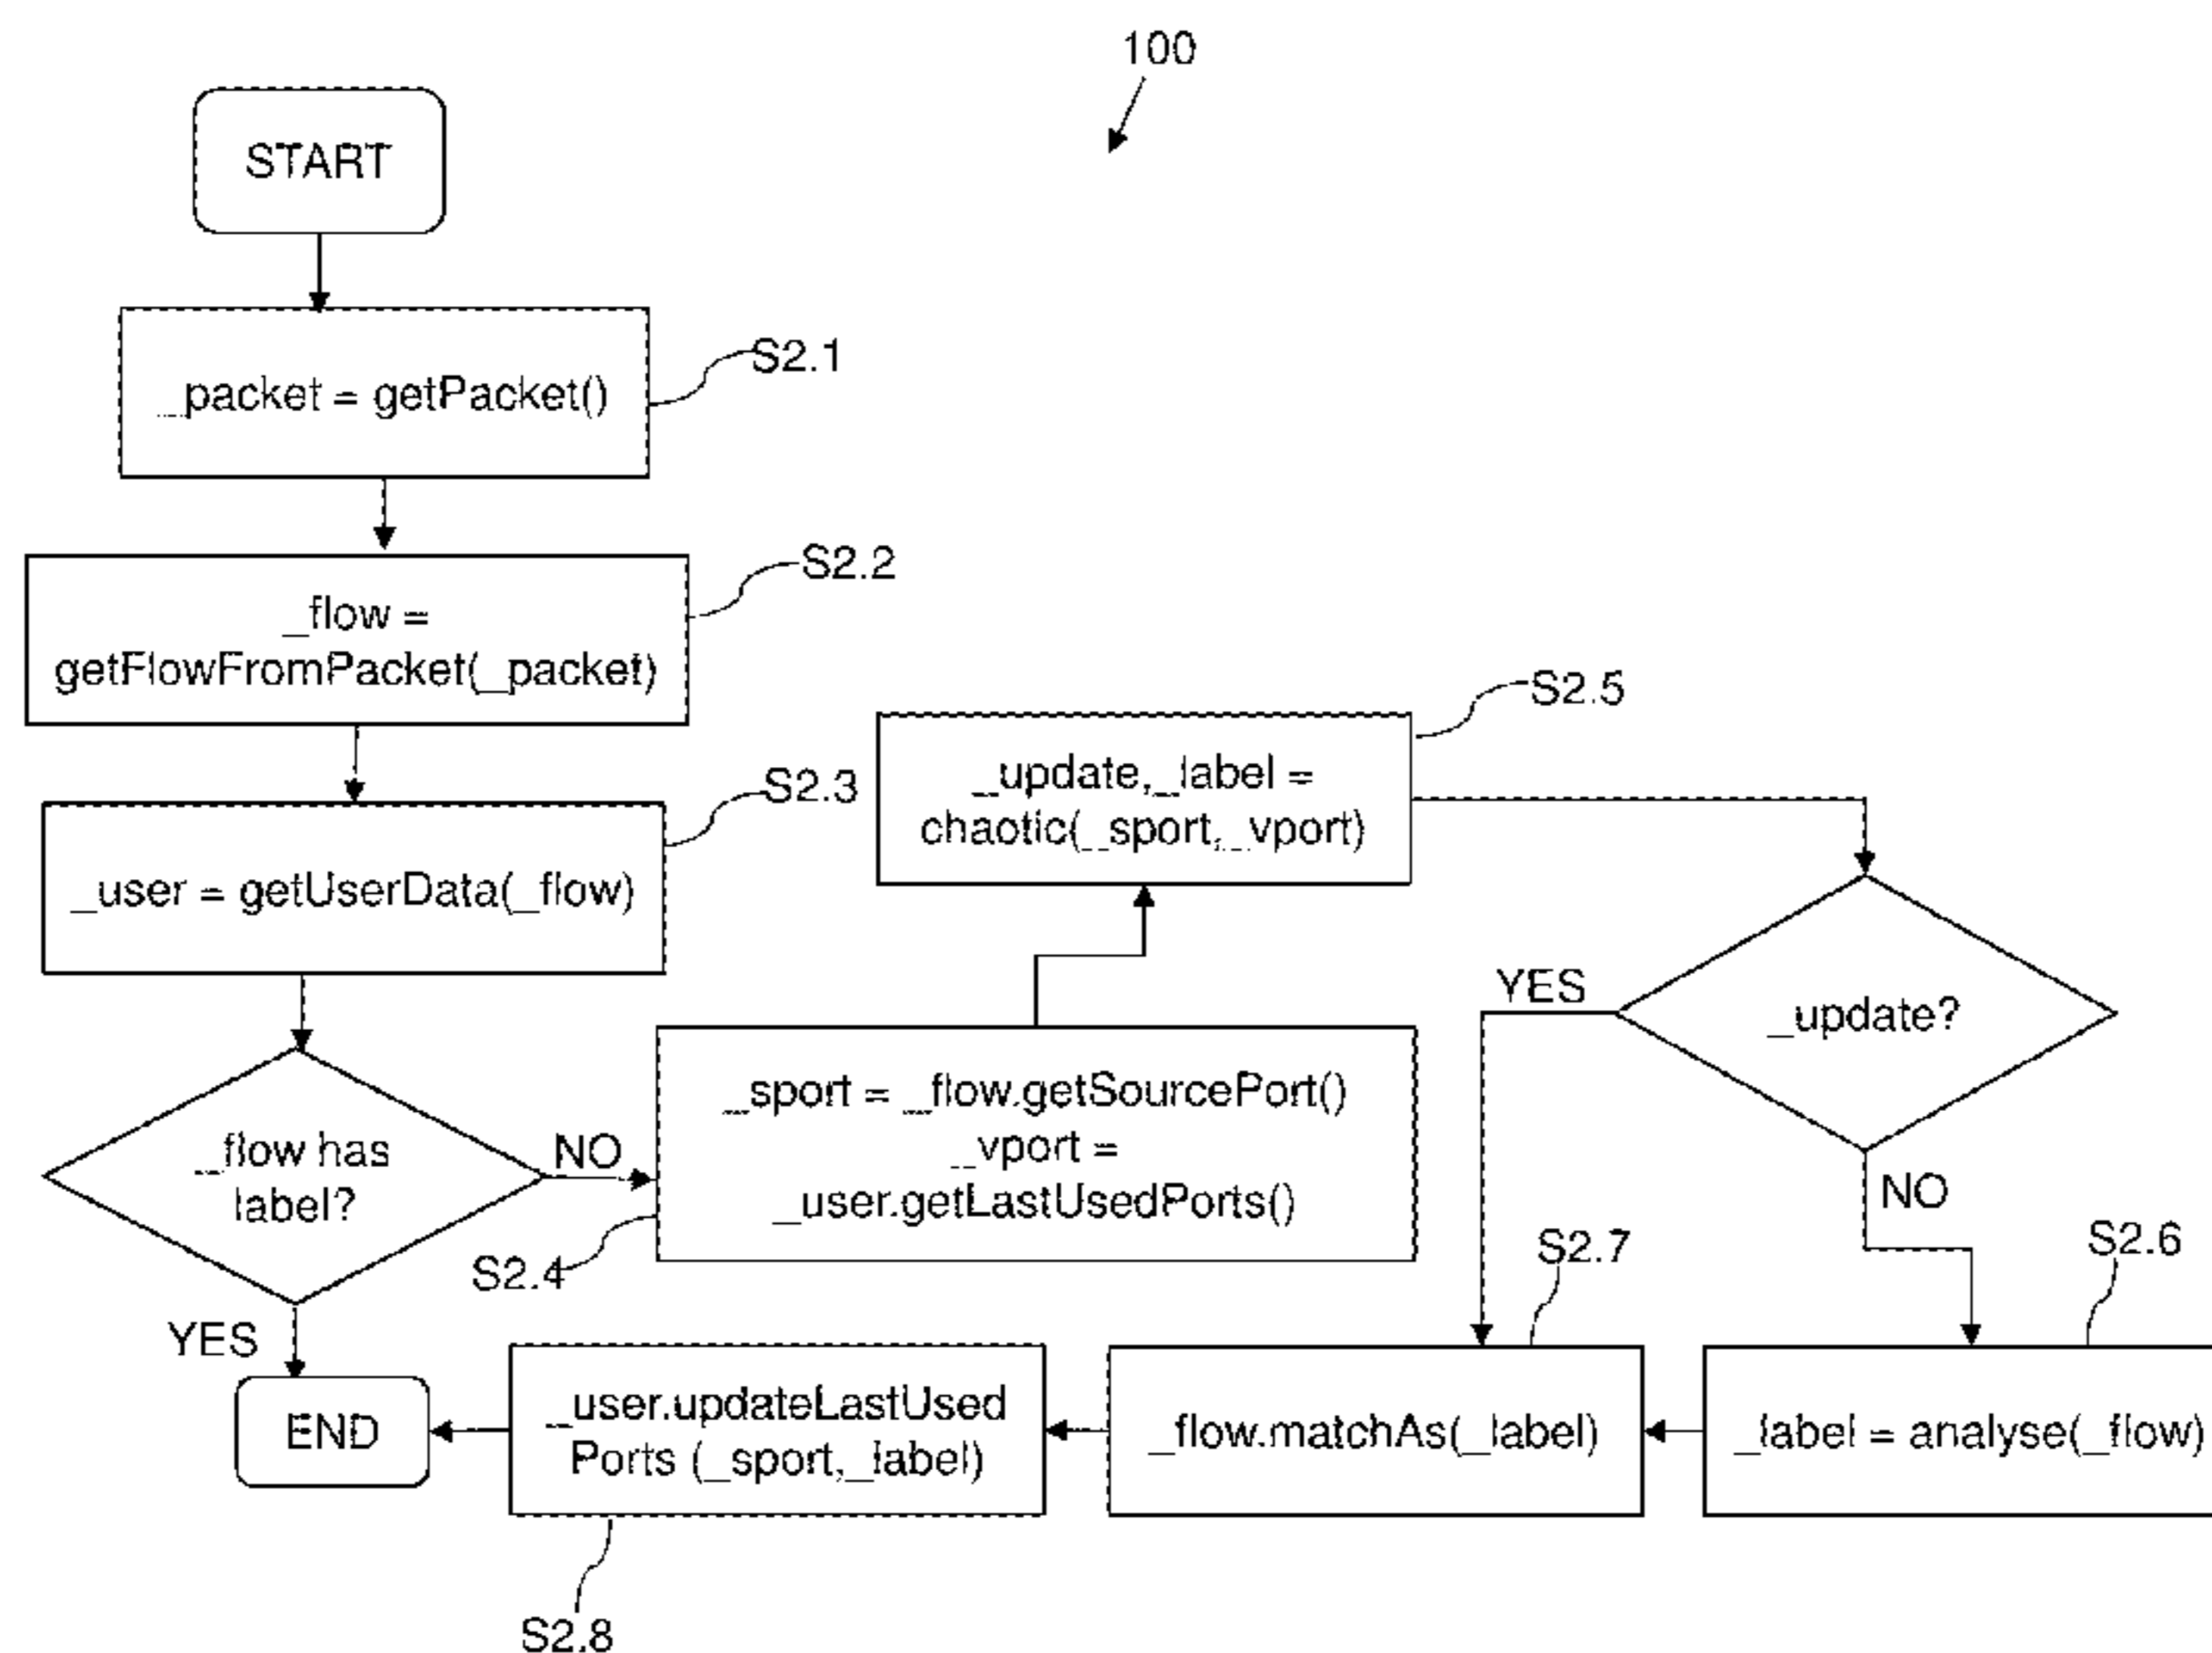 100
START
_packet = getPacket()
S2.1
_flow =
getFlowFromPacket(_packet)
S2.2
_user = getUserData(_flow)
S2.3
_flow has
label?
NO
YES
_sport = _flow.getSourcePort()
_vport =
_user.getLastUsedPorts()
S2.4
_update,_label =
chaotic(_sport,_vport)
S2.5
_update?
YES
NO
_label = analyse(_flow)
S2.6
_flow.matchAs(_label)
S2.7
_user.updateLastUsed
Ports (_sport,_label)
S2.8
END